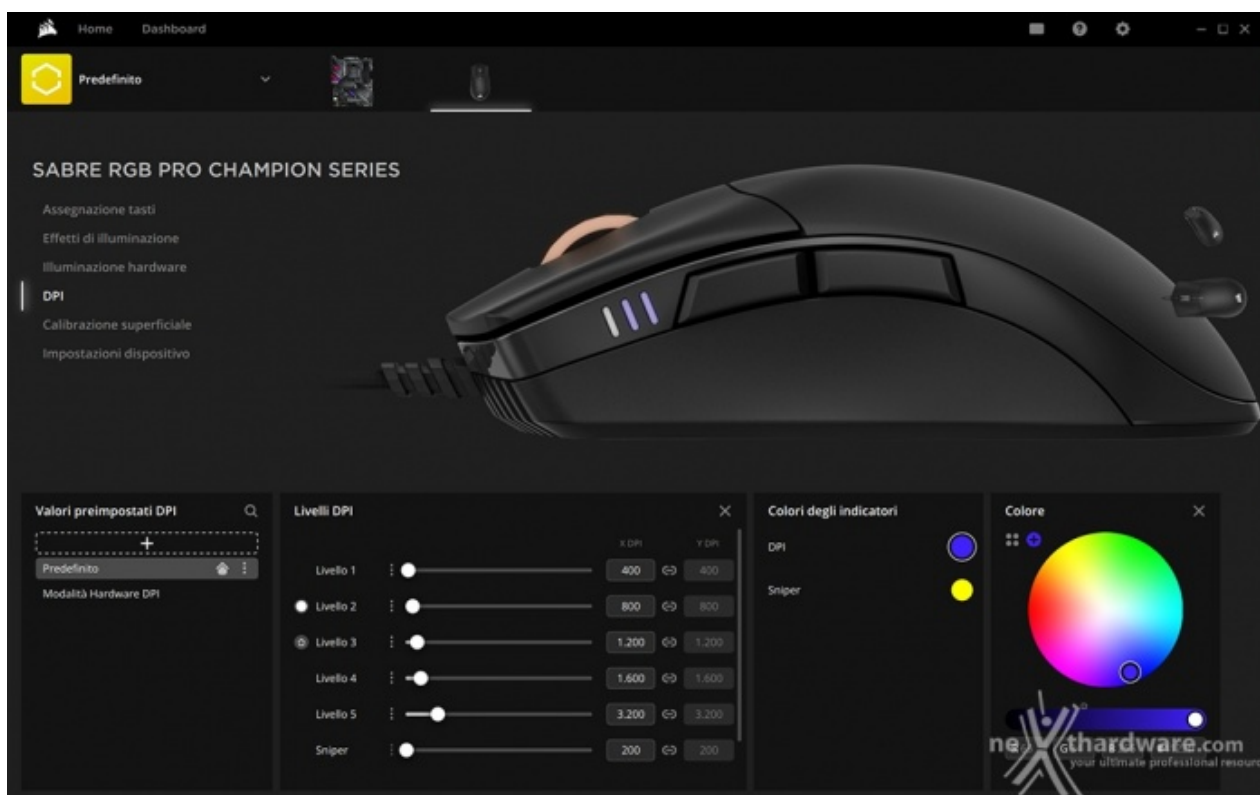 Home Dashboard
Predefinito
SABRE RGB PRO CHAMPION SERIES
Assegnazione tasti
Effetti di illuminazione
Illuminazione hardware
DPI
Calibrazione superficiale
Impostazioni dispositivo
Valori preimpostati DPI
+
Predefinito
Modalità Hardware DPI
Livelli DPI
X DPI Y DPI
Livello 1 400 400
Livello 2 800 800
Livello 3 1.200 1.200
Livello 4 1.600 1.600
Livello 5 3.200 3.200
Sniper 200 200
Colori degli indicatori
DPI
Sniper
Colore
nexthardware.com
your ultimate professional resource